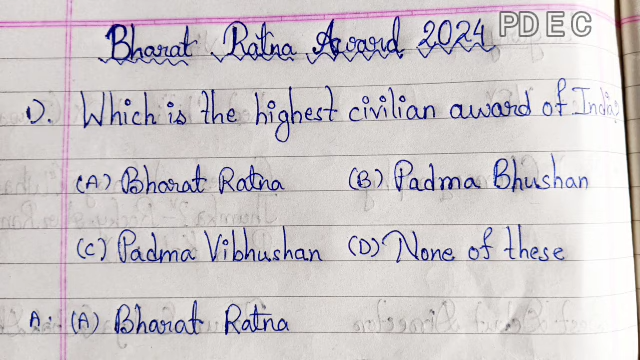 Bharat Ratna Award 2024 PDEC
1). Which is the highest civilian award of India?
(A) Bharat Ratna (B) Padma Bhushan
(C) Padma Vibhushan (D) None of these
A: (A) Bharat Ratna